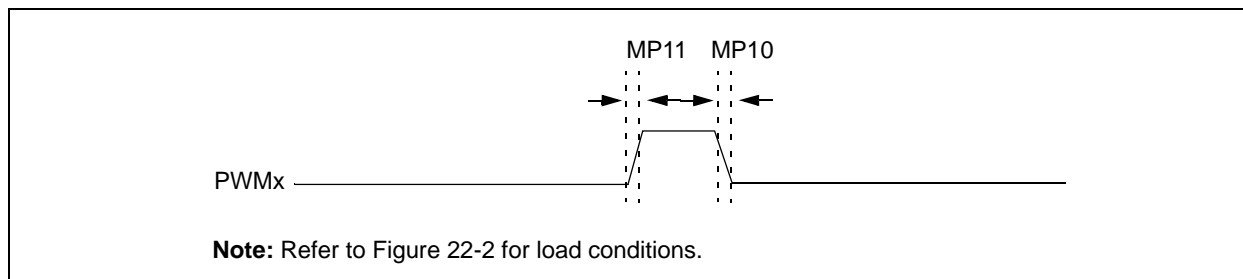 MP11 MP10
PWMx
Note: Refer to Figure 22-2 for load conditions.